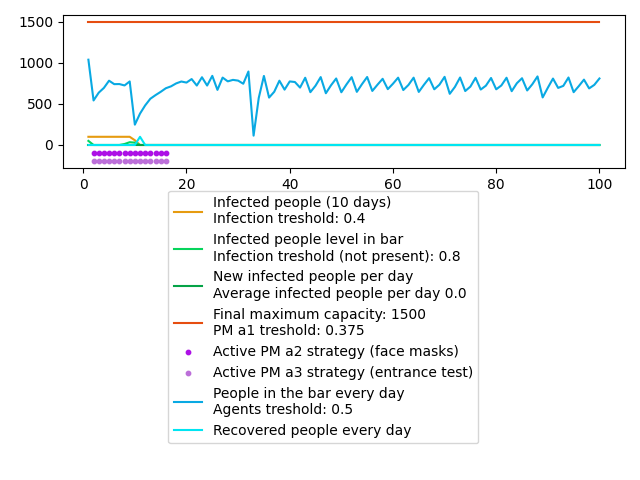 1500
1000
500
0
0 20 40 60 80 100
Infected people (10 days)
Infection treshold: 0.4
Infected people level in bar
Infection treshold (not present): 0.8
New infected people per day
Average infected people per day 0.0
Final maximum capacity: 1500
PM a1 treshold: 0.375
Active PM a2 strategy (face masks)
Active PM a3 strategy (entrance test)
People in the bar every day
Agents treshold: 0.5
Recovered people every day